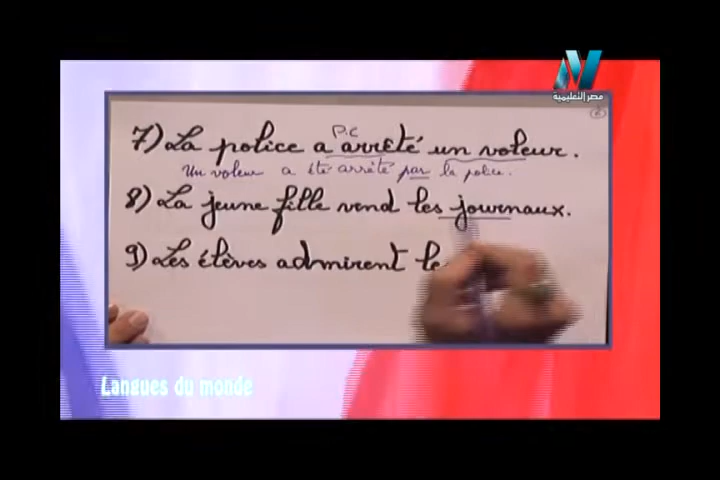 مصر التعليمية
P.C
7) La police a arrêté un voleur.
Un voleur a été arrêté par la police.
8) La jeune fille vend les journaux.
9) Les élèves admirent le
Langues du monde